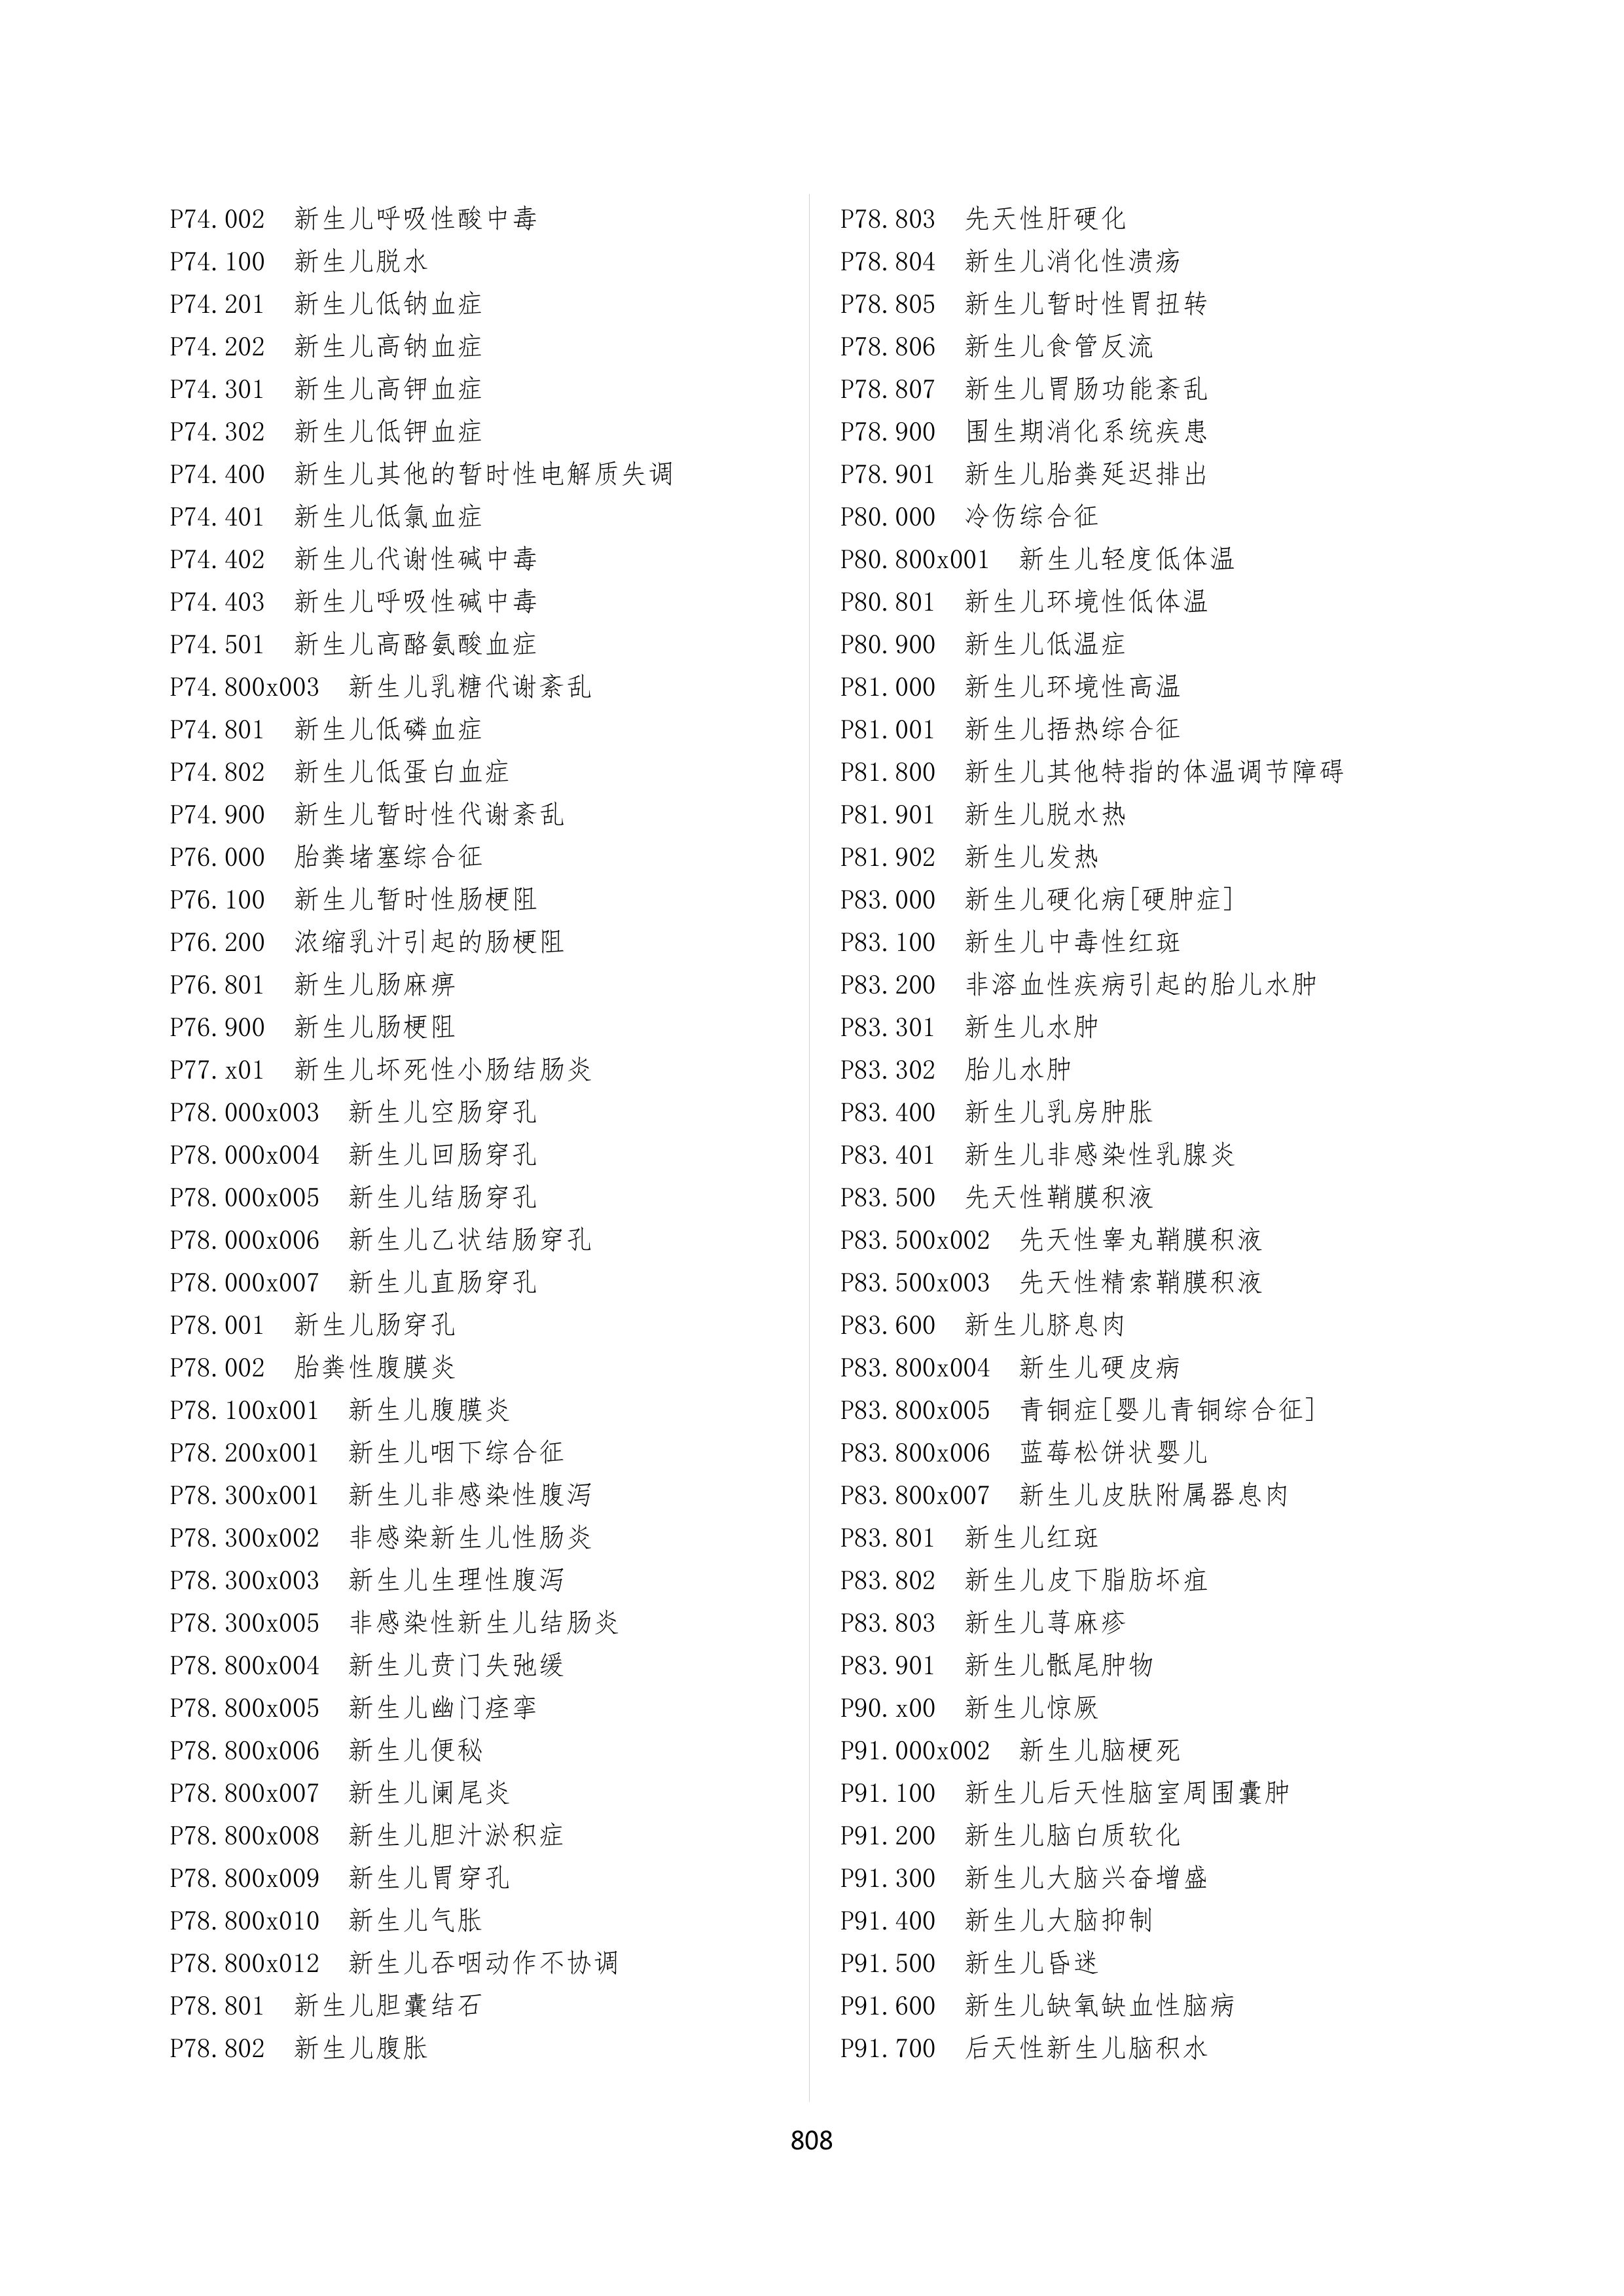 P74.002 新生儿呼吸性酸中毒
P74.100 新生儿脱水
P74.201 新生儿低钠血症
P74.202 新生儿高钠血症
P74.301 新生儿高钾血症
P74.302 新生儿低钾血症
P74.400 新生儿其他的暂时性电解质失调
P74.401 新生儿低氯血症
P74.402 新生儿代谢性碱中毒
P74.403 新生儿呼吸性碱中毒
P74.501 新生儿高酪氨酸血症
P74.800x003 新生儿乳糖代谢紊乱
P74.801 新生儿低磷血症
P74.802 新生儿低蛋白血症
P74.900 新生儿暂时性代谢紊乱
P76.000 胎粪堵塞综合征
P76.100 新生儿暂时性肠梗阻
P76.200 浓缩乳汁引起的肠梗阻
P76.801 新生儿肠麻痹
P76.900 新生儿肠梗阻
P77.x01 新生儿坏死性小肠结肠炎
P78.000x003 新生儿空肠穿孔
P78.000x004 新生儿回肠穿孔
P78.000x005 新生儿结肠穿孔
P78.000x006 新生儿乙状结肠穿孔
P78.000x007 新生儿直肠穿孔
P78.001 新生儿肠穿孔
P78.002 胎粪性腹膜炎
P78.100x001 新生儿腹膜炎
P78.200x001 新生儿咽下综合征
P78.300x001 新生儿非感染性腹泻
P78.300x002 非感染新生儿性肠炎
P78.300x003 新生儿生理性腹泻
P78.300x005 非感染性新生儿结肠炎
P78.800x004 新生儿贲门失弛缓
P78.800x005 新生儿幽门痉挛
P78.800x006 新生儿便秘
P78.800x007 新生儿阑尾炎
P78.800x008 新生儿胆汁淤积症
P78.800x009 新生儿胃穿孔
P78.800x010 新生儿气胀
P78.800x012 新生儿吞咽动作不协调
P78.801 新生儿胆囊结石
P78.802 新生儿腹胀
P78.803 先天性肝硬化
P78.804 新生儿消化性溃疡
P78.805 新生儿暂时性胃扭转
P78.806 新生儿食管反流
P78.807 新生儿胃肠功能紊乱
P78.900 围生期消化系统疾患
P78.901 新生儿胎粪延迟排出
P80.000 冷伤综合征
P80.800x001 新生儿轻度低体温
P80.801 新生儿环境性低体温
P80.900 新生儿低温症
P81.000 新生儿环境性高温
P81.001 新生儿捂热综合征
P81.800 新生儿其他特指的体温调节障碍
P81.901 新生儿脱水热
P81.902 新生儿发热
P83.000 新生儿硬化病[硬肿症]
P83.100 新生儿中毒性红斑
P83.200 非溶血性疾病引起的胎儿水肿
P83.301 新生儿水肿
P83.302 胎儿水肿
P83.400 新生儿乳房肿胀
P83.401 新生儿非感染性乳腺炎
P83.500 先天性鞘膜积液
P83.500x002 先天性睾丸鞘膜积液
P83.500x003 先天性精索鞘膜积液
P83.600 新生儿脐息肉
P83.800x004 新生儿硬皮病
P83.800x005 青铜症[婴儿青铜综合征]
P83.800x006 蓝莓松饼状婴儿
P83.800x007 新生儿皮肤附属器息肉
P83.801 新生儿红斑
P83.802 新生儿皮下脂肪坏疽
P83.803 新生儿荨麻疹
P83.901 新生儿骶尾肿物
P90.x00 新生儿惊厥
P91.000x002 新生儿脑梗死
P91.100 新生儿后天性脑室周围囊肿
P91.200 新生儿脑白质软化
P91.300 新生儿大脑兴奋增盛
P91.400 新生儿大脑抑制
P91.500 新生儿昏迷
P91.600 新生儿缺氧缺血性脑病
P91.700 后天性新生儿脑积水
808